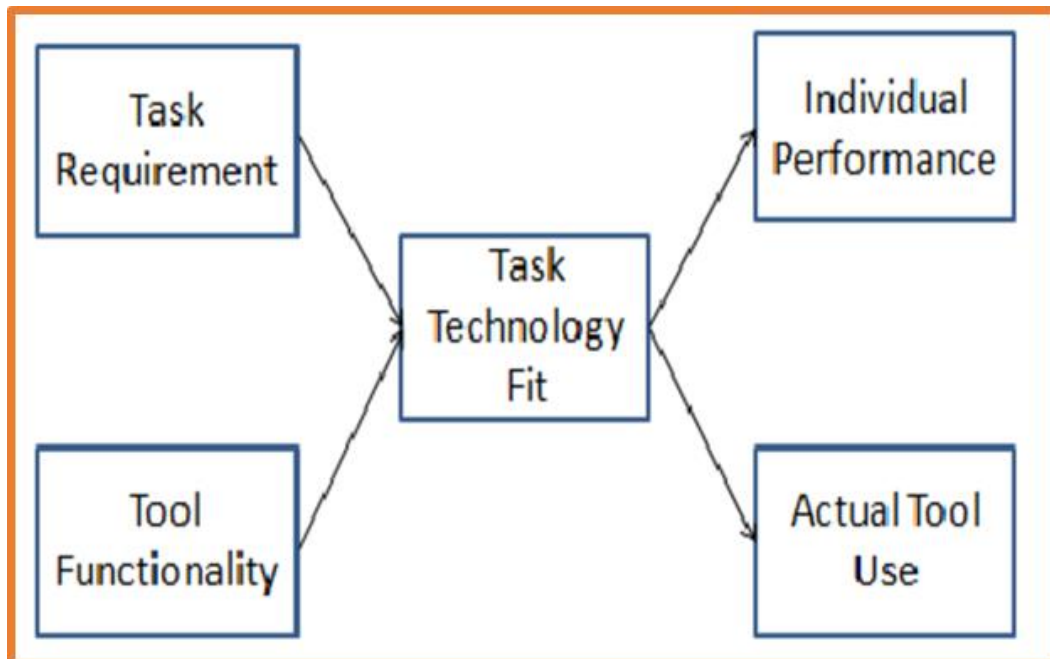 Task
Requirement
Tool
Functionality
Task
Technology
Fit
Individual
Performance
Actual Tool
Use